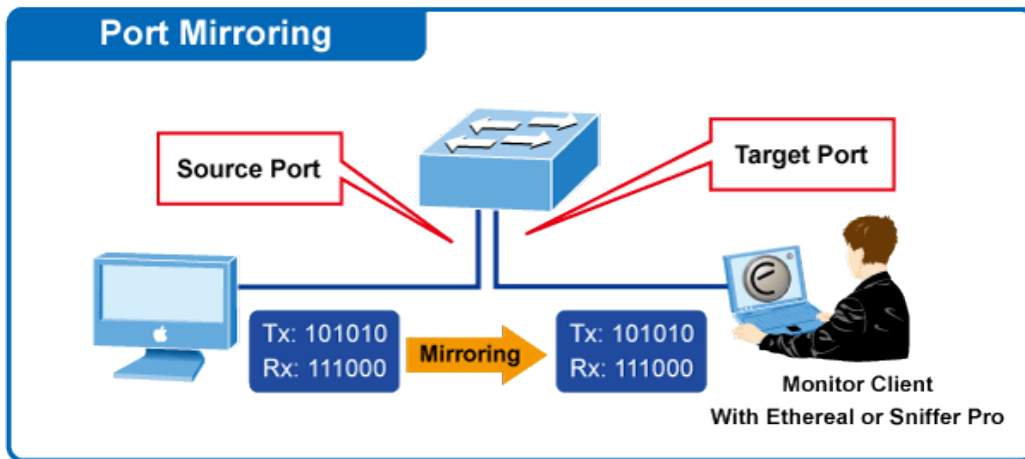 Port Mirroring
Source Port
Target Port
Tx: 101010
Rx: 111000
Mirroring
Tx: 101010
Rx: 111000
Monitor Client
With Ethereal or Sniffer Pro